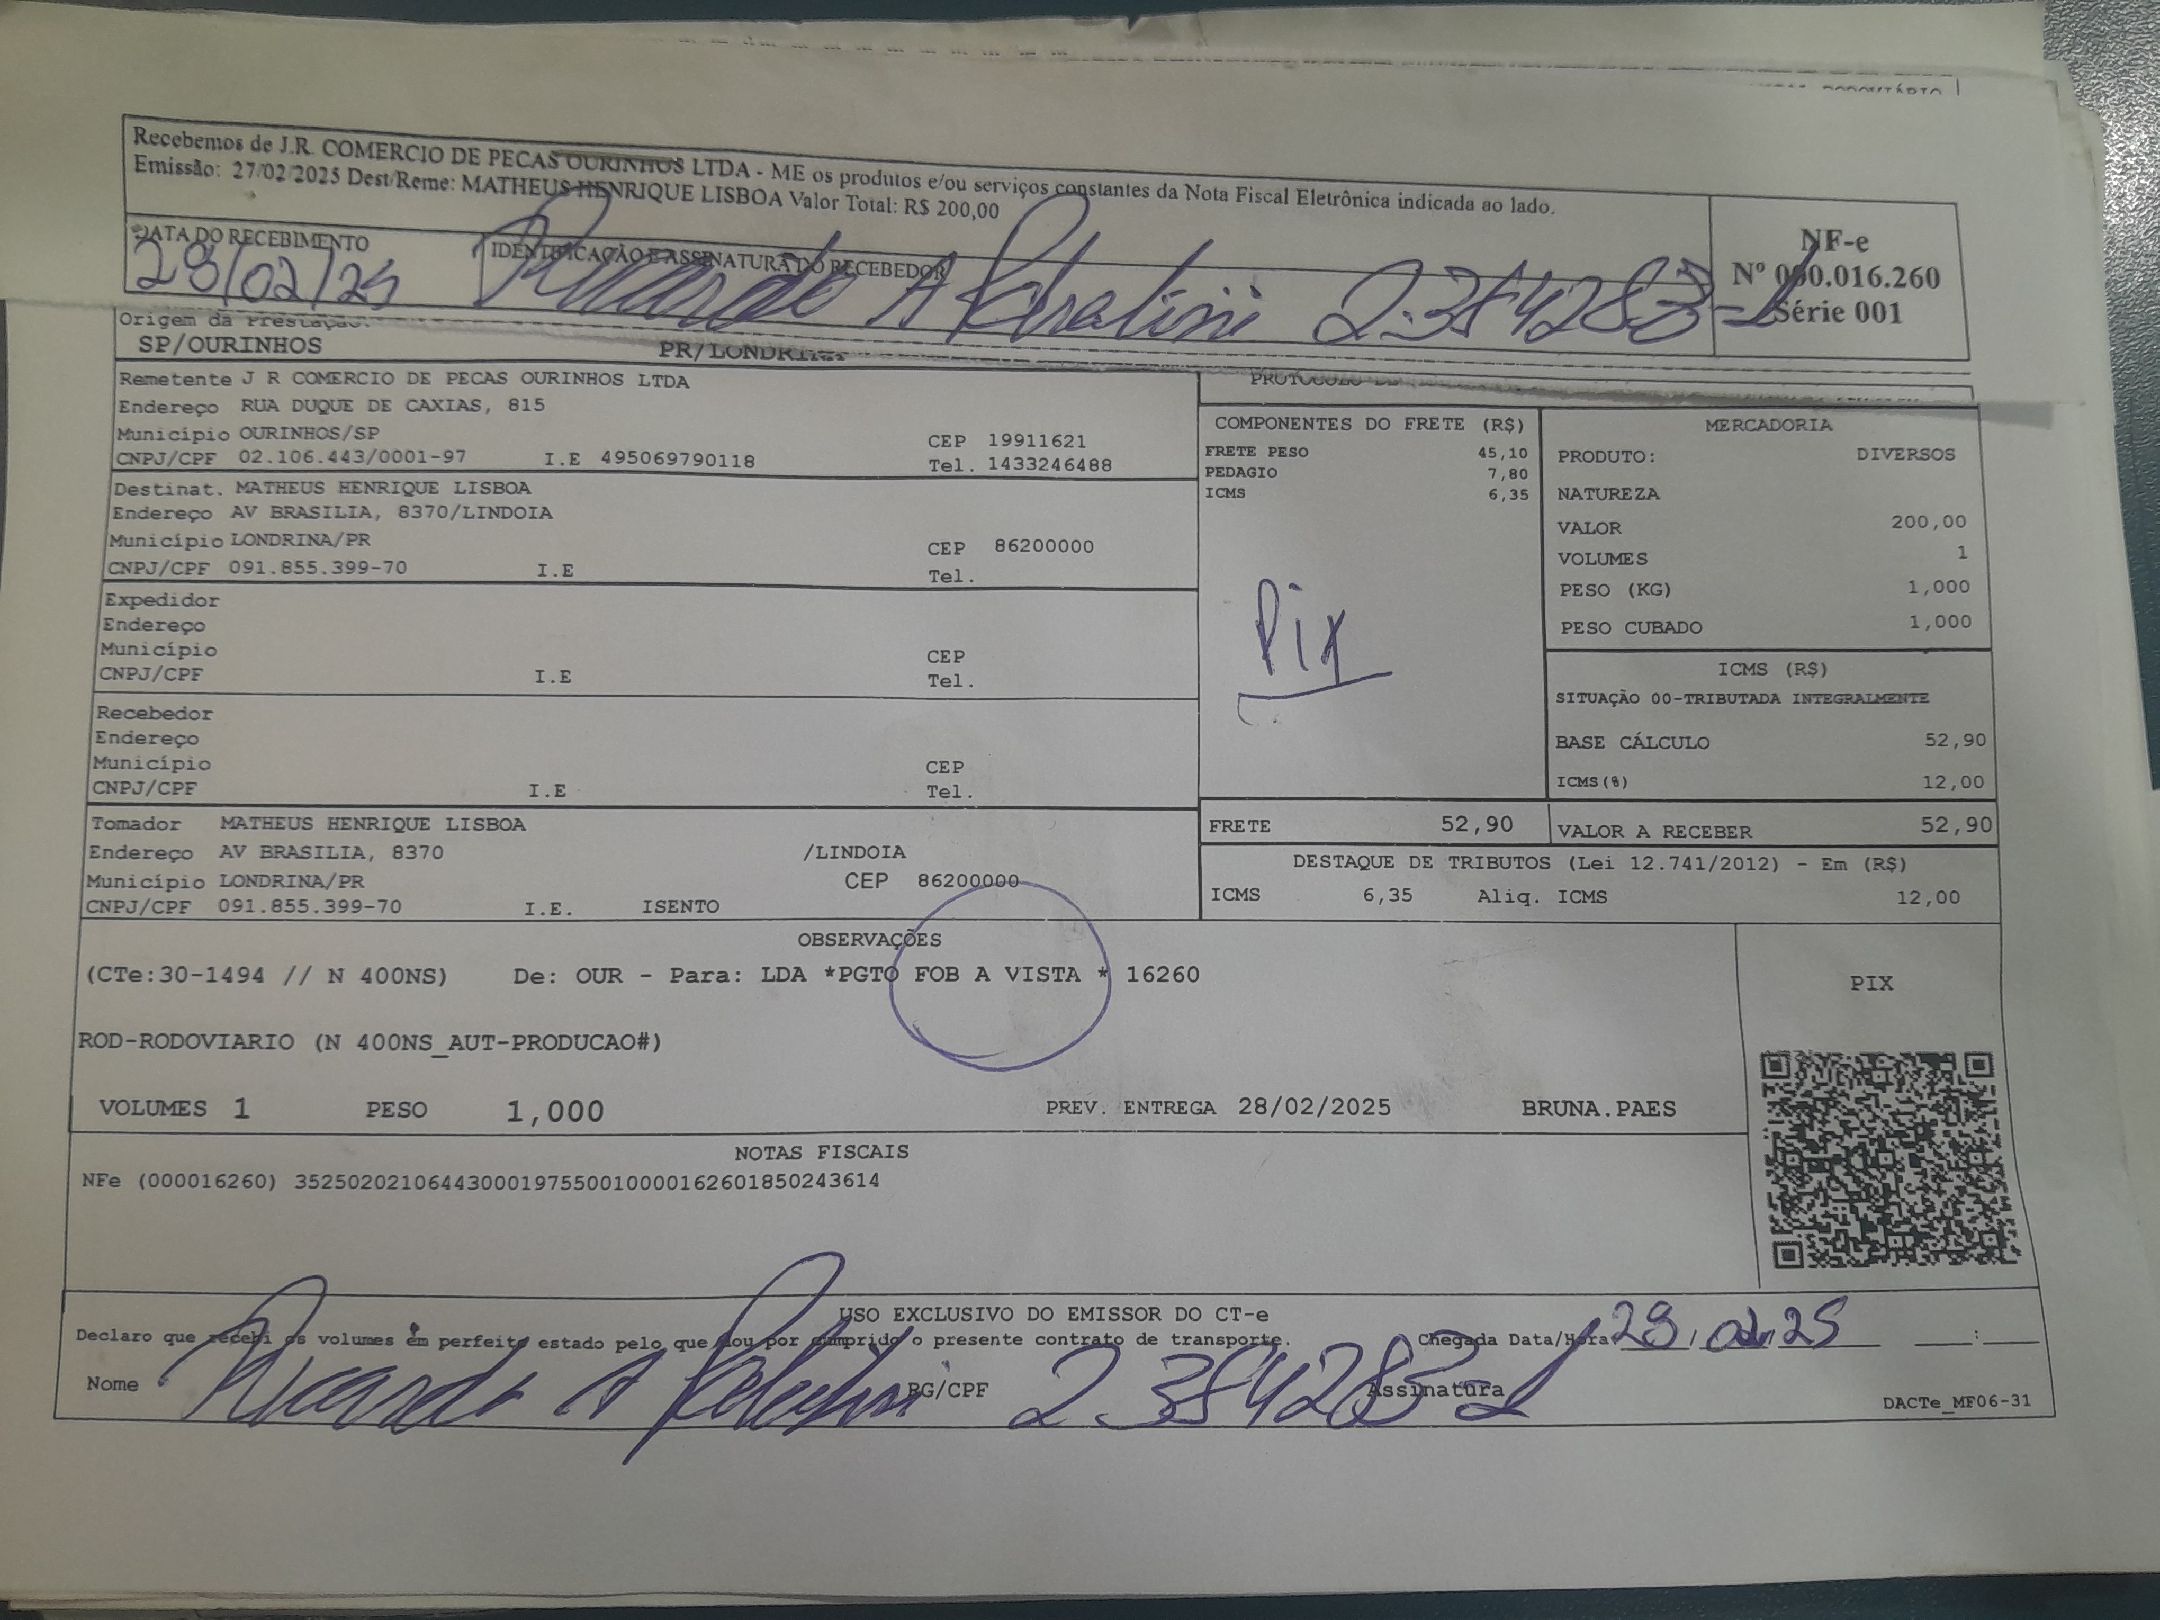 Recebemos de J.R. COMERCIO DE PECAS OURINHOS LTDA - ME os produtos e/ou serviços constantes da Nota Fiscal Eletrônica indicada ao lado.
Emissão: 27/02/2025 Dest/Reme: MATHEUS HENRIQUE LISBOA Valor Total: R$ 200,00
DATA DO RECEBIMENTO
28/02/25
IDENTIFICAÇÃO E ASSINATURA DO RECEBEDOR
Ricardo A 2.384283-1
NF-e
Nº 000.016.260
Série 001
Origem da Prestação:
SP/OURINHOS PR/LONDRINA
Remetente J R COMERCIO DE PECAS OURINHOS LTDA
Endereço RUA DUQUE DE CAXIAS, 815
Município OURINHOS/SP CEP 19911621
CNPJ/CPF 02.106.443/0001-97 I.E 495069790118 Tel. 1433246488
Destinat. MATHEUS HENRIQUE LISBOA
Endereço AV BRASILIA, 8370/LINDOIA
Município LONDRINA/PR CEP 86200000
CNPJ/CPF 091.855.399-70 I.E Tel.
Expedidor
Endereço
Município CEP
CNPJ/CPF I.E Tel.
Recebedor
Endereço
Município CEP
CNPJ/CPF I.E Tel.
Tomador MATHEUS HENRIQUE LISBOA
Endereço AV BRASILIA, 8370 /LINDOIA
Município LONDRINA/PR CEP 86200000
CNPJ/CPF 091.855.399-70 I.E. ISENTO
COMPONENTES DO FRETE (R$)
FRETE PESO 45,10
PEDAGIO 7,80
ICMS 6,35
Pix
MERCADORIA
PRODUTO: DIVERSOS
NATUREZA
VALOR 200,00
VOLUMES 1
PESO (KG) 1,000
PESO CUBADO 1,000
ICMS (R$)
SITUAÇÃO 00-TRIBUTADA INTEGRALMENTE
BASE CÁLCULO 52,90
ICMS(%) 12,00
FRETE 52,90 VALOR A RECEBER 52,90
DESTAQUE DE TRIBUTOS (Lei 12.741/2012) - Em (R$)
ICMS 6,35 Aliq. ICMS 12,00
OBSERVAÇÕES
(CTe:30-1494 // N 400NS) De: OUR - Para: LDA *PGTO FOB A VISTA * 16260
ROD-RODOVIARIO (N 400NS_AUT-PRODUCAO#)
VOLUMES 1 PESO 1,000 PREV. ENTREGA 28/02/2025 BRUNA.PAES
PIX
NOTAS FISCAIS
NFe (000016260) 35250202106443000197550010000162601850243614
USO EXCLUSIVO DO EMISSOR DO CT-e
Declaro que recebi os volumes em perfeito estado pelo que dou por cumprido o presente contrato de transporte. Chegada Data/Hora 28/02/25 :
Nome Ricardo A RG/CPF 2.384283-1 Assinatura
DACTe_MF06-31